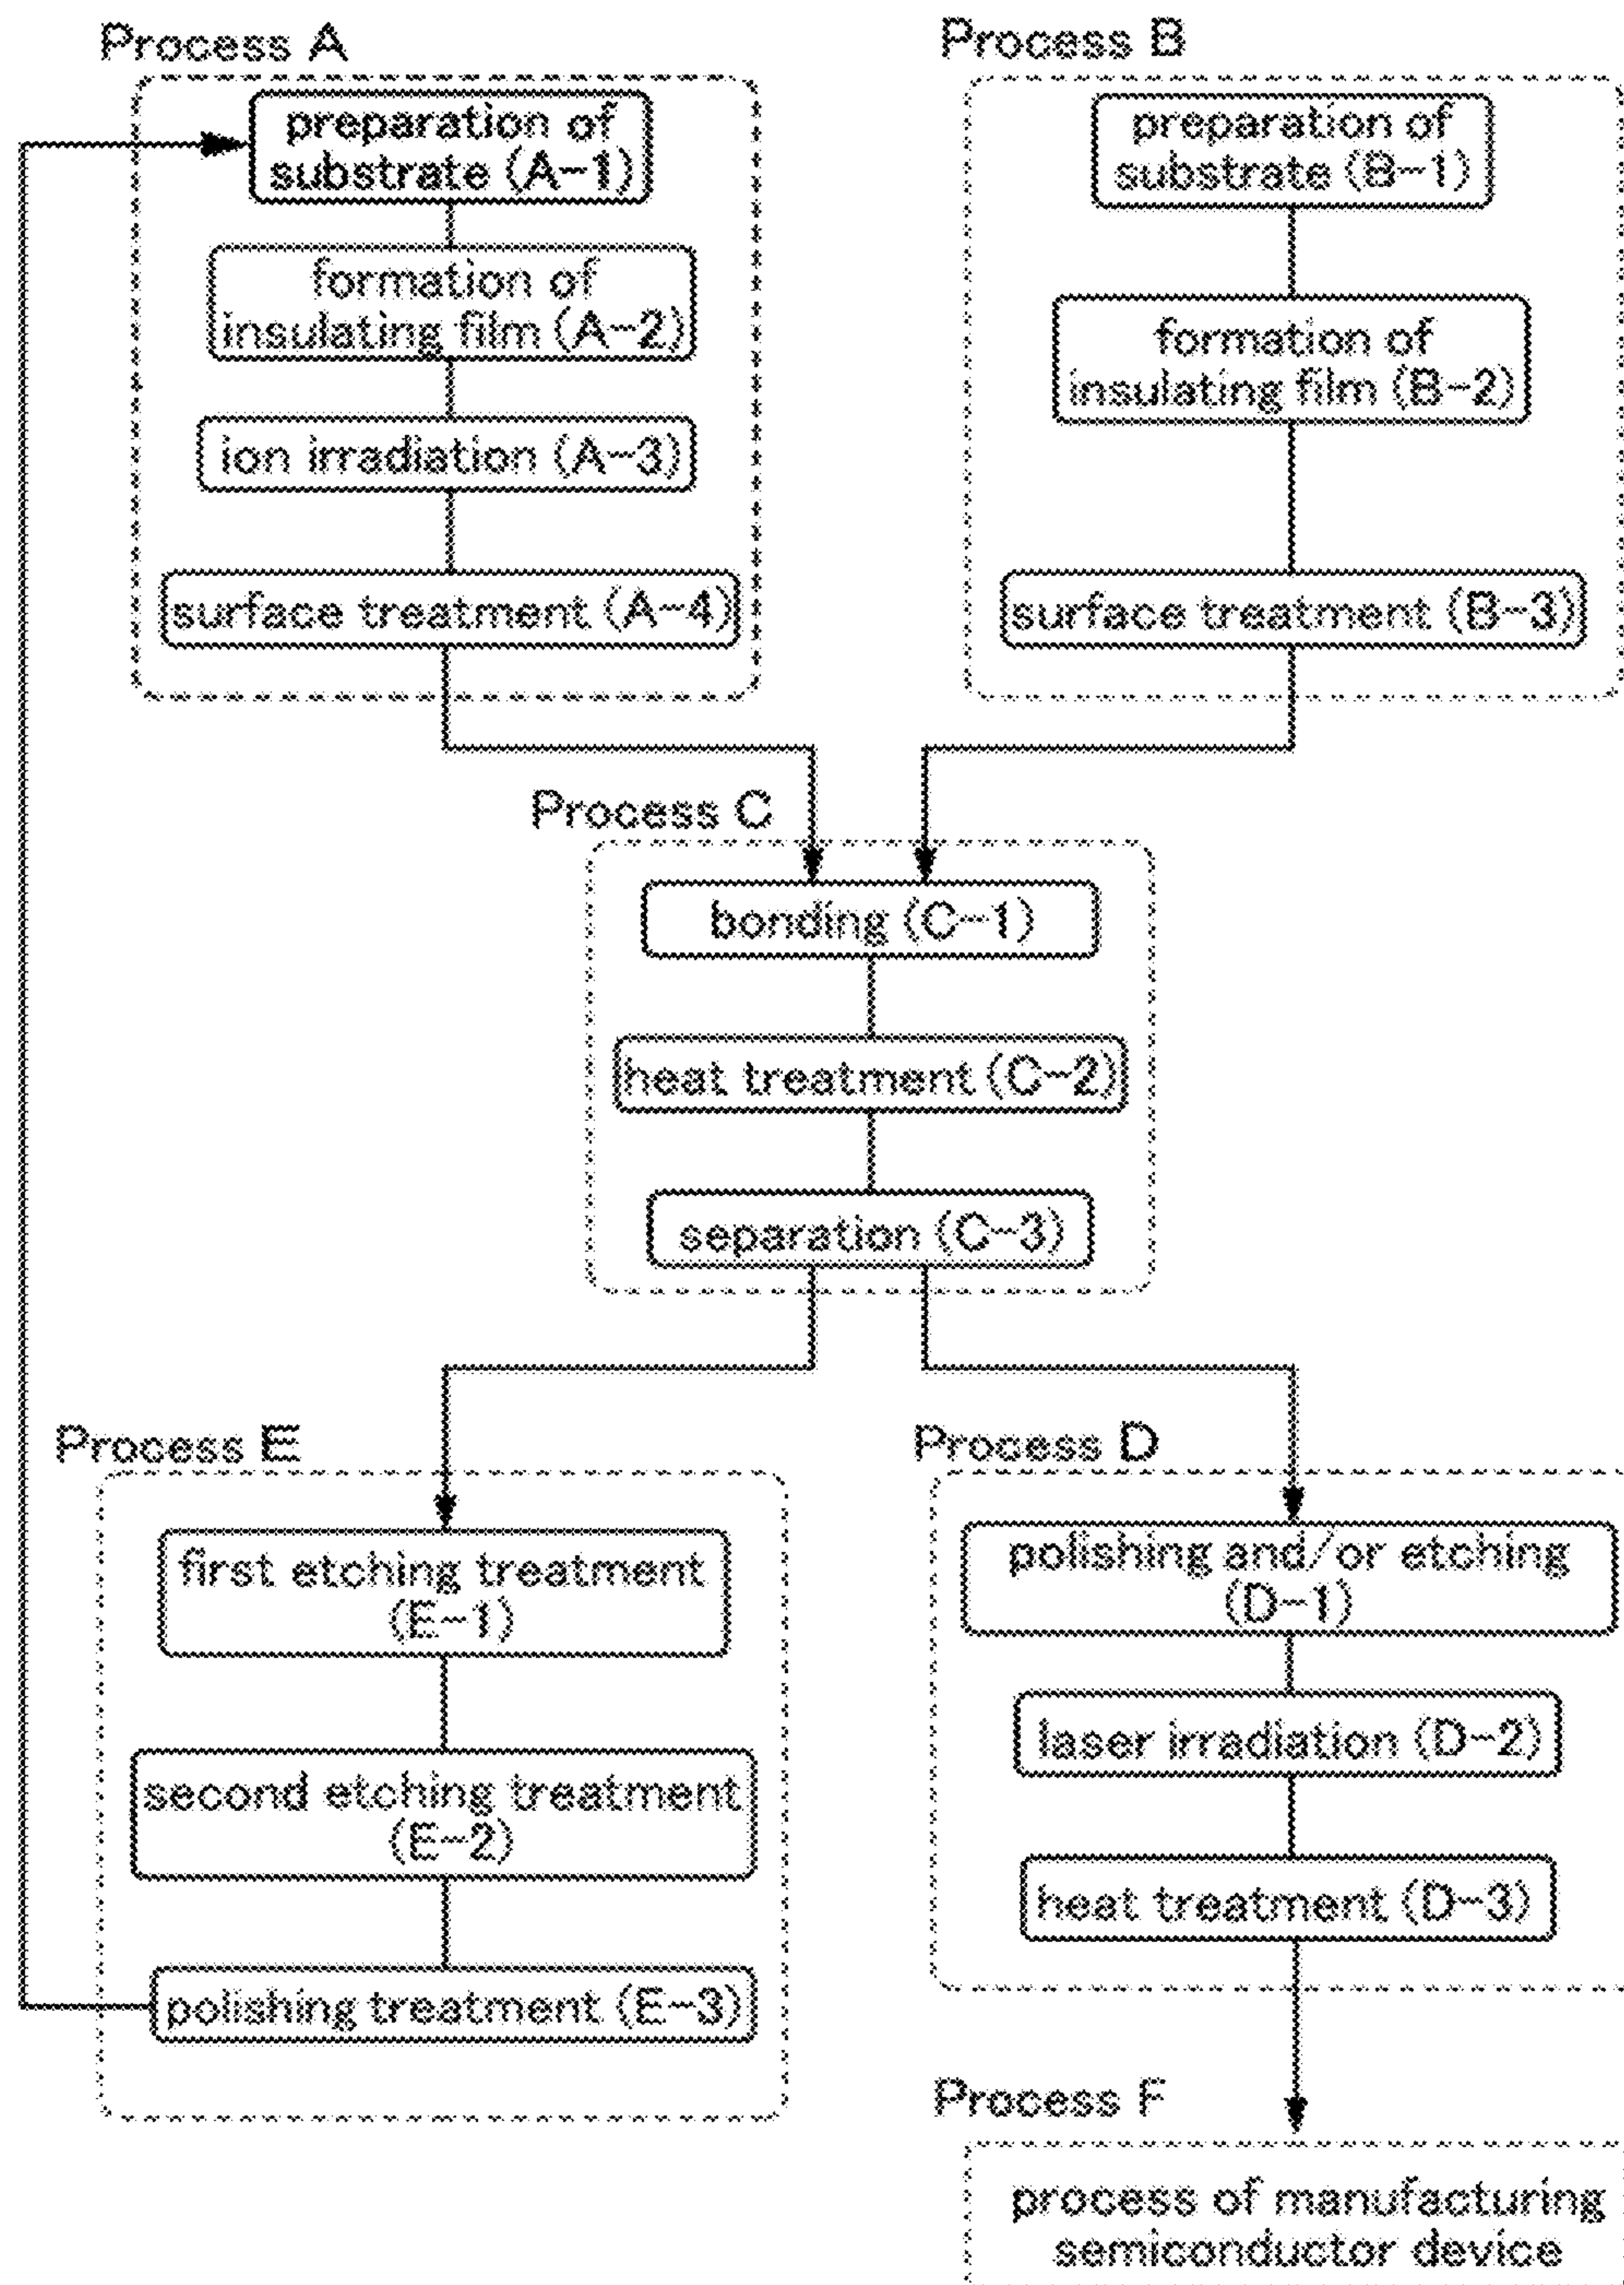 Process A
preparation of
substrate (A-1)
formation of
insulating film (A-2)
ion irradiation (A-3)
surface treatment (A-4)
Process B
preparation of
substrate (B-1)
formation of
insulating film (B-2)
surface treatment (B-3)
Process C
bonding (C-1)
heat treatment (C-2)
separation (C-3)
Process E
first etching treatment
(E-1)
second etching treatment
(E-2)
polishing treatment (E-3)
Process D
polishing and/or etching
(D-1)
laser irradiation (D-2)
heat treatment (D-3)
Process F
process of manufacturing
semiconductor device